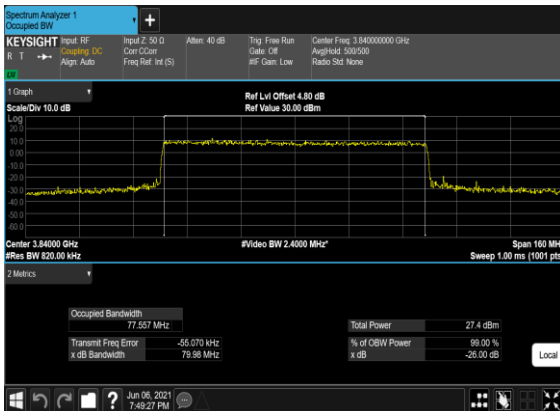 Spectrum Analyzer 1
Occupied BW
KEYSIGHT
R T
LXI
Input: RF
Coupling: DC
Align: Auto
Input Z: 50 Ω
Corr CCorr
Freq Ref: Int (S)
Atten: 40 dB
Trig: Free Run
Gate: Off
#IF Gain: Low
Center Freq: 3.840000000 GHz
Avg|Hold: 500/500
Radio Std: None
1 Graph
Scale/Div 10.0 dB
Ref Lvl Offset 4.80 dB
Ref Value 30.00 dBm
Log
20.0
10.0
0.00
-10.0
-20.0
-30.0
-40.0
-50.0
-60.0
Center 3.84000 GHz
#Res BW 820.00 kHz
#Video BW 2.4000 MHz*
Span 160 MH
Sweep 1.00 ms (1001 pts
2 Metrics
Occupied Bandwidth
77.557 MHz
Transmit Freq Error -55.070 kHz
x dB Bandwidth 79.98 MHz
Total Power 27.4 dBm
% of OBW Power 99.00 %
x dB -26.00 dB
Local
Jun 06, 2021
7:49:27 PM